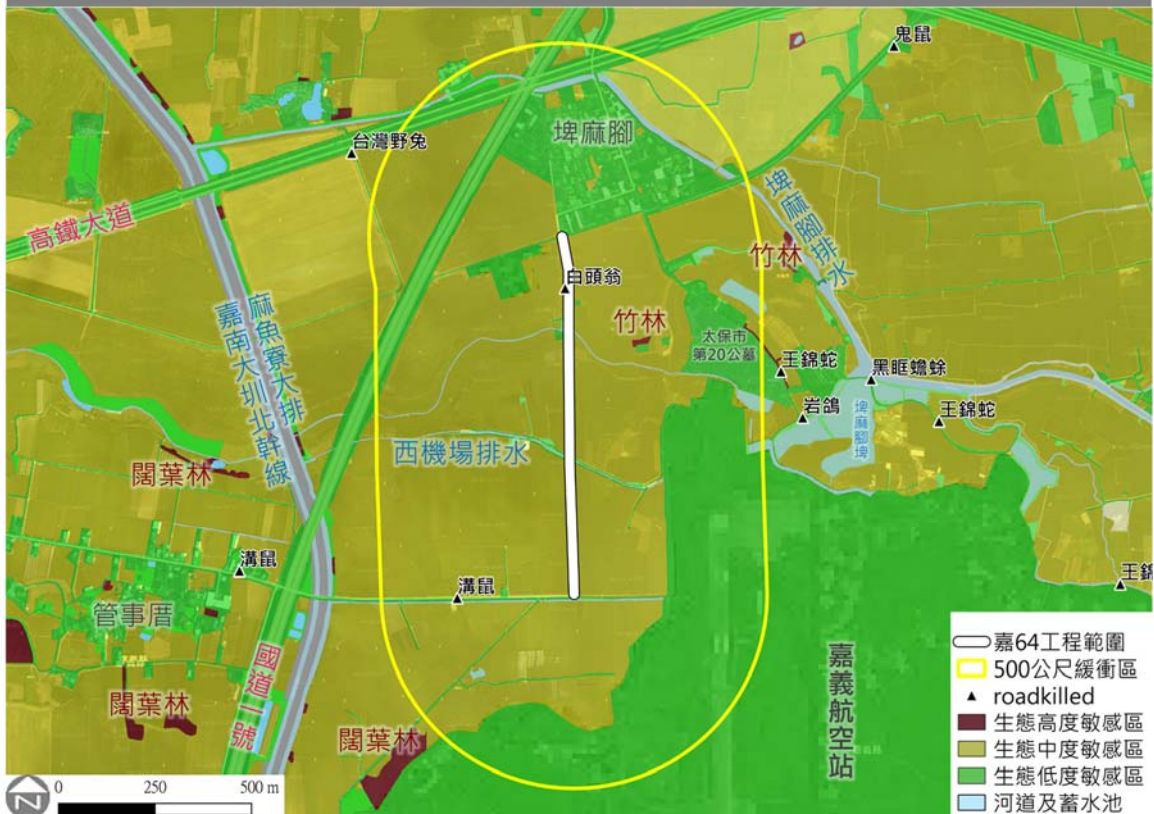 鬼鼠
埤麻腳
台灣野兔
高鐵大道
埤麻腳排水
竹林
白頭翁
竹林
太保市
第20公墓
麻魚寮大排
嘉南大圳北幹線
王錦蛇
黑眶蟾蜍
岩鴿
王錦蛇
埤麻腳埤
西機場排水
闊葉林
溝鼠
溝鼠
王錦
管事厝
國道一號
嘉義航空站
闊葉林
闊葉林
嘉64工程範圍
500公尺緩衝區
roadkilled
生態高度敏感區
生態中度敏感區
生態低度敏感區
河道及蓄水池
N
0 250 500 m